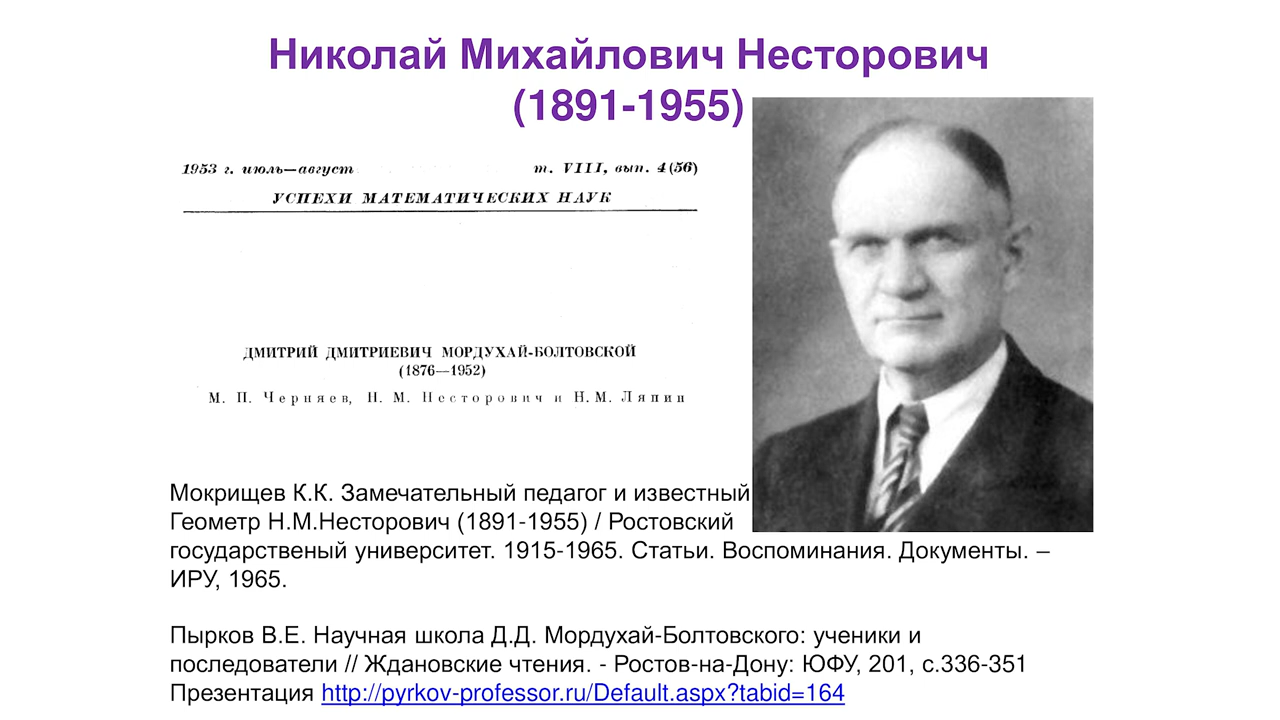 Николай Михайлович Несторович
(1891-1955)
1953 г. июль—август т. VIII, вып. 4(56)
УСПЕХИ МАТЕМАТИЧЕСКИХ НАУК
ДМИТРИЙ ДМИТРИЕВИЧ МОРДУХАЙ-БОЛТОВСКОЙ
(1876—1952)
М. П. Черняев, Н. М. Несторович и Н. М. Ляпин
Мокрищев К.К. Замечательный педагог и известный
Геометр Н.М.Несторович (1891-1955) / Ростовский
государственый университет. 1915-1965. Статьи. Воспоминания. Документы. –
ИРУ, 1965.
Пырков В.Е. Научная школа Д.Д. Мордухай-Болтовского: ученики и
последователи // Ждановские чтения. - Ростов-на-Дону: ЮФУ, 201, с.336-351
Презентация http://pyrkov-professor.ru/Default.aspx?tabid=164